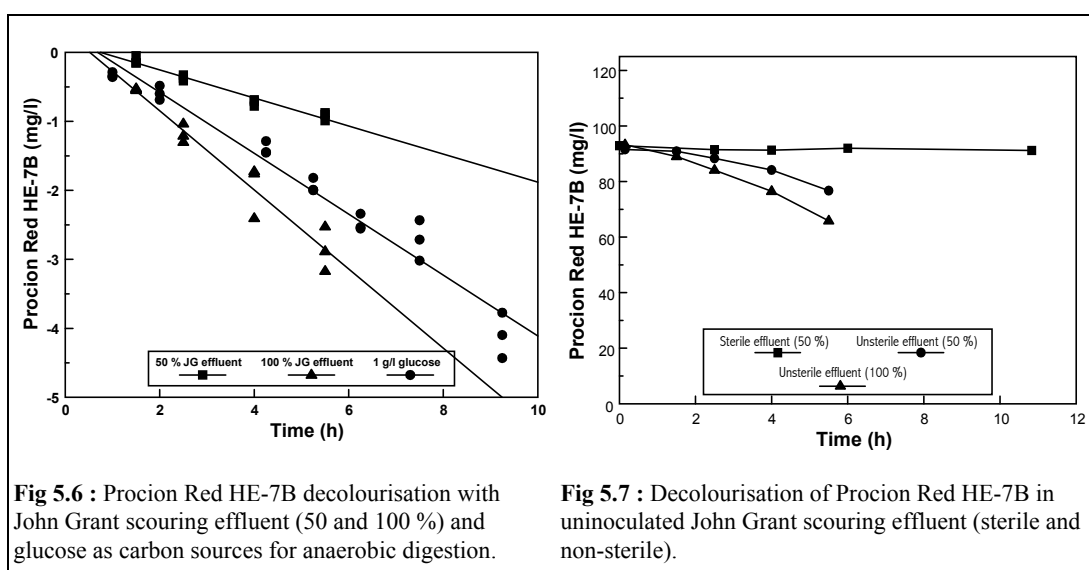 0
-1
-2
-3
-4
-5
Procion Red HE-7B (mg/l)
50 % JG effluent 100 % JG effluent 1 g/l glucose
0 2 4 6 8 10
Time (h)
120
100
80
60
40
20
0
Procion Red HE-7B (mg/l)
Sterile effluent (50 %) Unsterile effluent (50 %)
Unsterile effluent (100 %)
0 2 4 6 8 10 12
Time (h)
Fig 5.6 : Procion Red HE-7B decolourisation with
John Grant scouring effluent (50 and 100 %) and
glucose as carbon sources for anaerobic digestion.
Fig 5.7 : Decolourisation of Procion Red HE-7B in
uninoculated John Grant scouring effluent (sterile and
non-sterile).